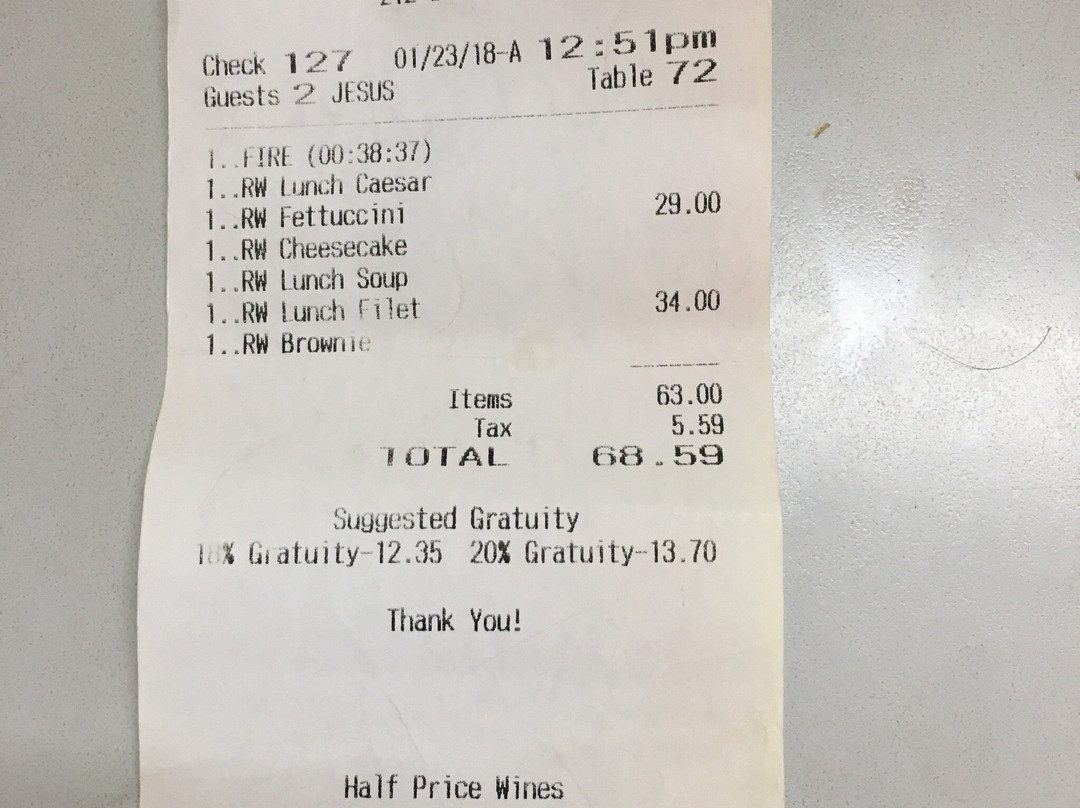 Check 127 01/23/18-A 12:51pm
Guests 2 JESUS Table 72
1..FIRE (00:38:37)
1..RW Lunch Caesar
1..RW Fettuccini 29.00
1..RW Cheesecake
1..RW Lunch Soup
1..RW Lunch Filet 34.00
1..RW Brownie
Items 63.00
Tax 5.59
TOTAL 68.59
Suggested Gratuity
18% Gratuity-12.35 20% Gratuity-13.70
Thank You!
Half Price Wines